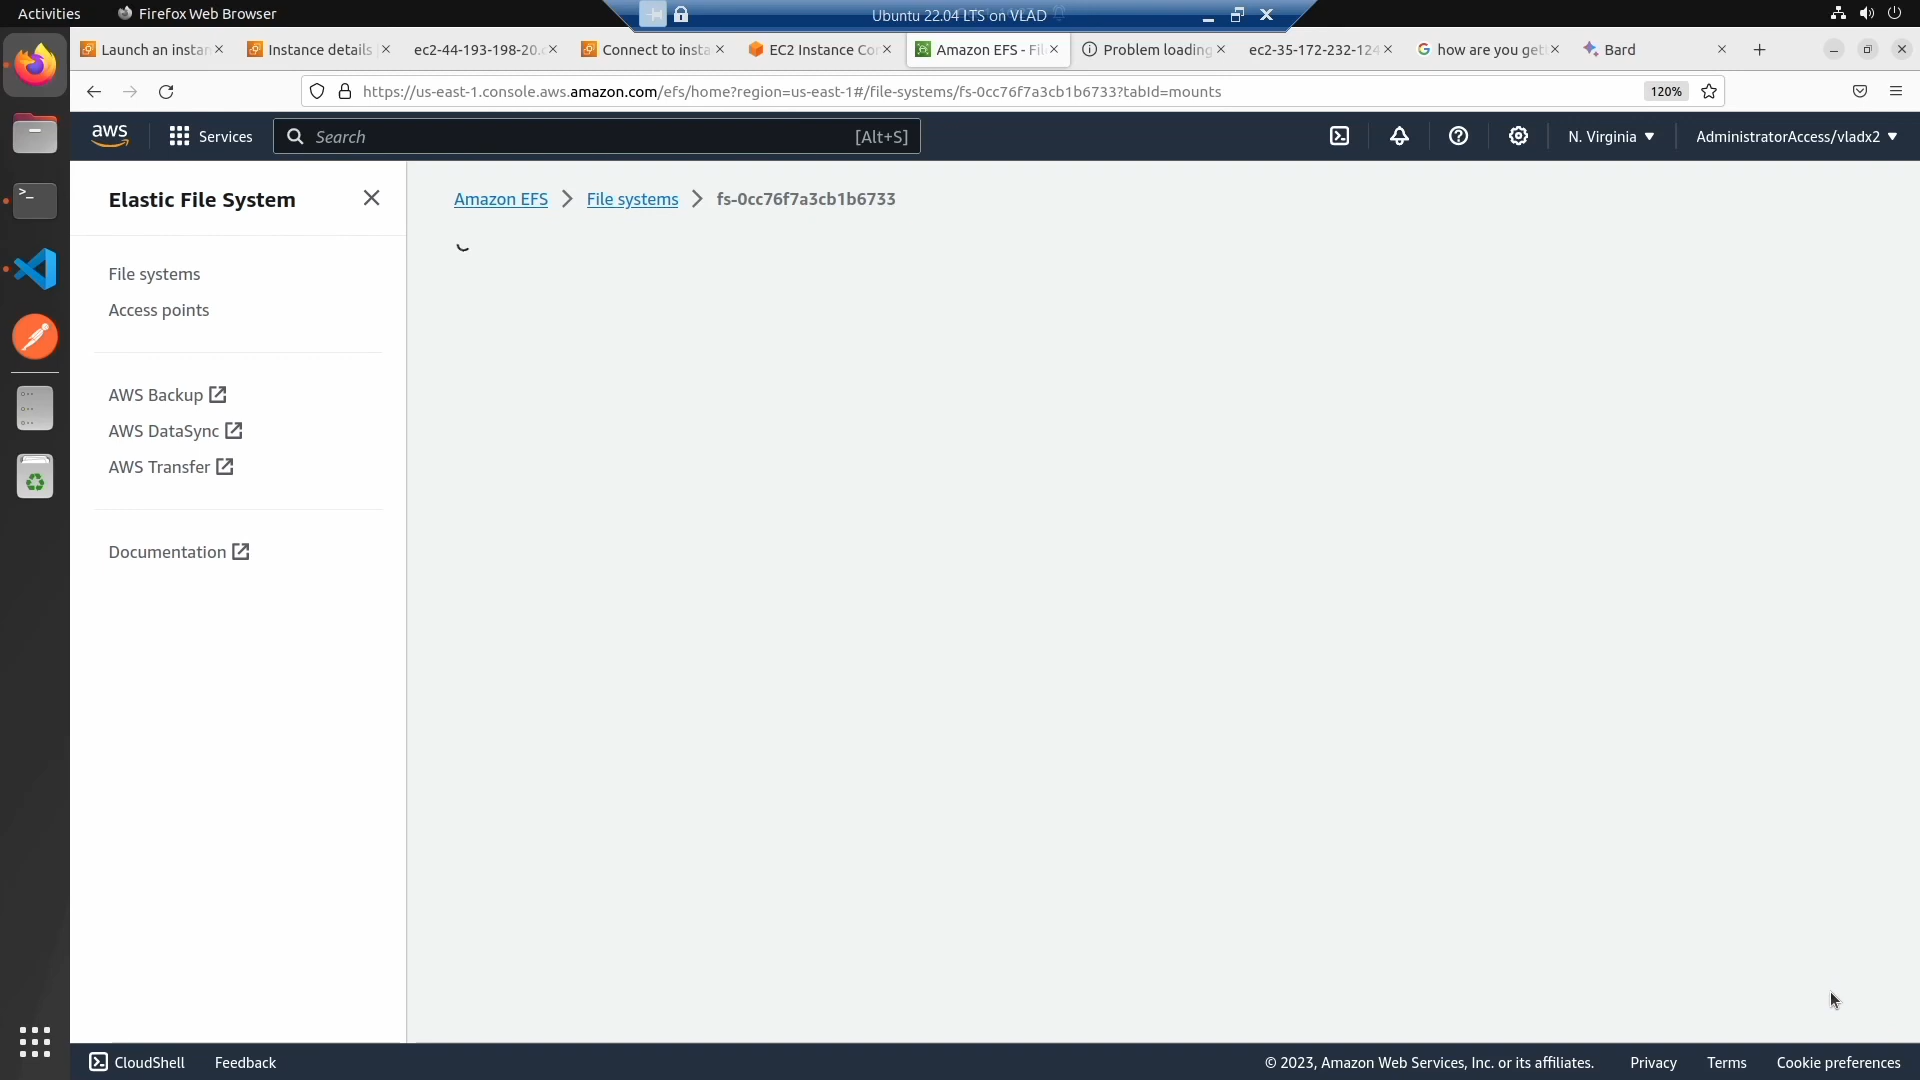 Activities
Firefox Web Browser
Ubuntu 22.04 LTS on VLAD
Launch an instan
Instance details
ec2-44-193-198-20.
Connect to insta
EC2 Instance Con
Amazon EFS - Fil
Problem loading
ec2-35-172-232-124
how are you get
Bard
https://us-east-1.console.aws.amazon.com/efs/home?region=us-east-1#/file-systems/fs-0cc76f7a3cb1b6733?tabId=mounts
120%
aws
Services
Search
[Alt+S]
N. Virginia
AdministratorAccess/vladx2
Elastic File System
Amazon EFS
File systems
fs-0cc76f7a3cb1b6733
File systems
Access points
AWS Backup
AWS DataSync
AWS Transfer
Documentation
CloudShell
Feedback
© 2023, Amazon Web Services, Inc. or its affiliates.
Privacy
Terms
Cookie preferences